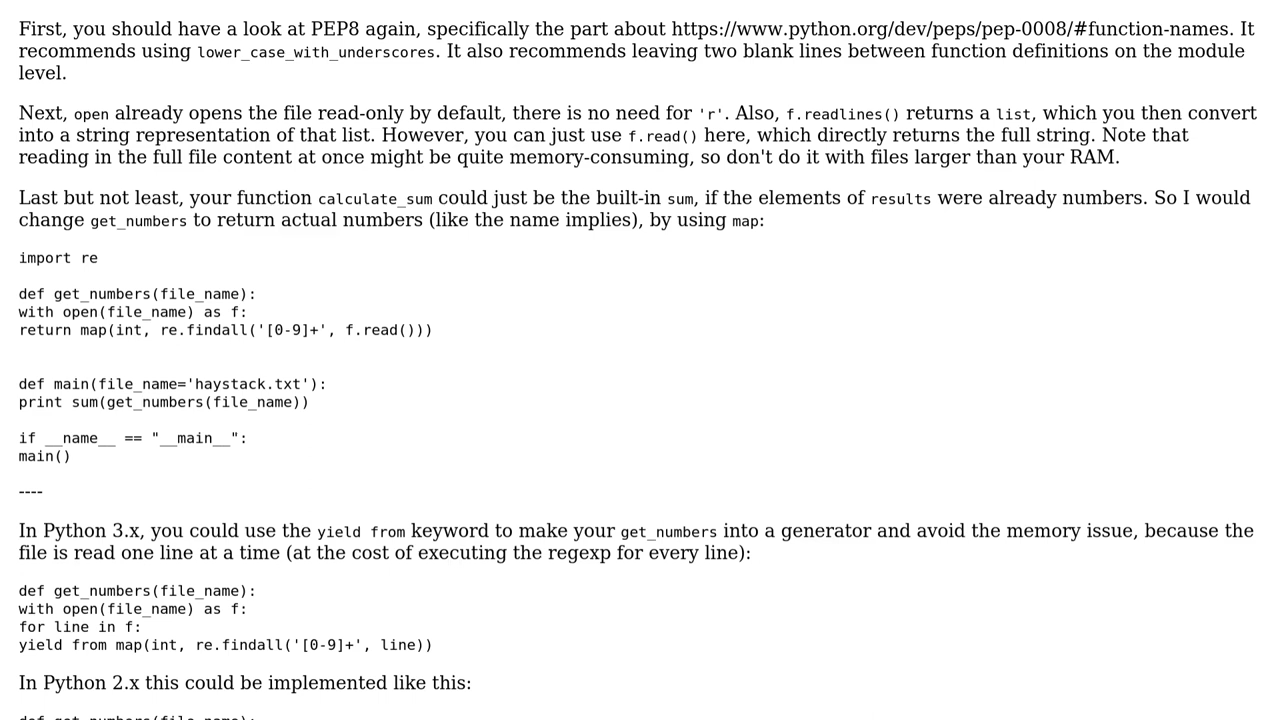 First, you should have a look at PEP8 again, specifically the part about https://www.python.org/dev/peps/pep-0008/#function-names. It
recommends using lower_case_with_underscores. It also recommends leaving two blank lines between function definitions on the module
level.
Next, open already opens the file read-only by default, there is no need for 'r'. Also, f.readlines() returns a list, which you then convert
into a string representation of that list. However, you can just use f.read() here, which directly returns the full string. Note that
reading in the full file content at once might be quite memory-consuming, so don't do it with files larger than your RAM.
Last but not least, your function calculate_sum could just be the built-in sum, if the elements of results were already numbers. So I would
change get_numbers to return actual numbers (like the name implies), by using map:
import re
def get_numbers(file_name):
with open(file_name) as f:
return map(int, re.findall('[0-9]+', f.read()))
def main(file_name='haystack.txt'):
print sum(get_numbers(file_name))
if __name__ == "__main__":
main()
----
In Python 3.x, you could use the yield from keyword to make your get_numbers into a generator and avoid the memory issue, because the
file is read one line at a time (at the cost of executing the regexp for every line):
def get_numbers(file_name):
with open(file_name) as f:
for line in f:
yield from map(int, re.findall('[0-9]+', line))
In Python 2.x this could be implemented like this:
def get_numbers(file_name):